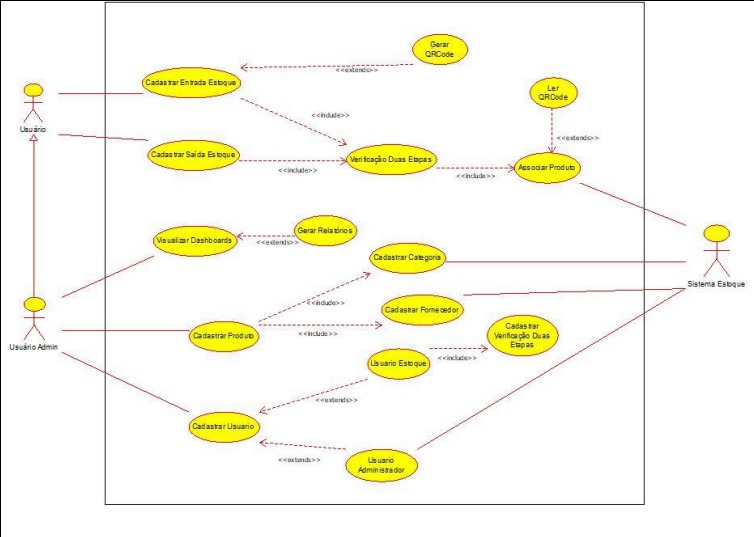 Gerar
QRCode
<<extends>>
Cadastrar Entrada Estoque
Ler
QRCode
<<include>>
Usuário
<<extends>>
Cadastrar Saída Estoque
Verificação Duas Etapas
<<include>>
<<include>>
Associar Produto
Visualizar Dashboards
<<extends>>
Gerar Relatórios
Cadastrar Categoria
Sistema Estoque
<<include>>
Cadastrar Fornecedor
Usuário Admin
Cadastrar Produto
<<include>>
Cadastrar
Verificação Duas
Etapas
Usuario Estoque
<<include>>
<<extends>>
Cadastrar Usuario
<<extends>>
Usuario
Administrador